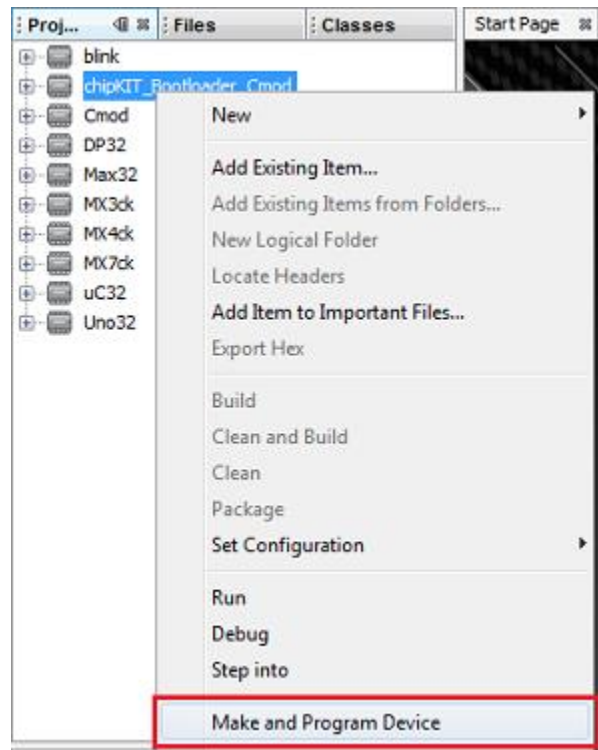 Proj... Files Classes Start Page
blink
chipKIT_Bootloader_Cmod
Cmod
DP32
Max32
MX3ck
MX4ck
MX7ck
uC32
Uno32
New
Add Existing Item...
Add Existing Items from Folders...
New Logical Folder
Locate Headers
Add Item to Important Files...
Export Hex
Build
Clean and Build
Clean
Package
Set Configuration
Run
Debug
Step into
Make and Program Device